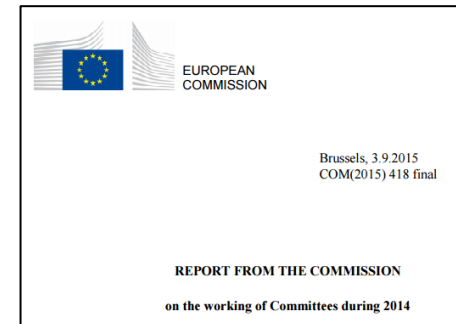 EUROPEAN
COMMISSION
Brussels, 3.9.2015
COM(2015) 418 final
REPORT FROM THE COMMISSION
on the working of Committees during 2014